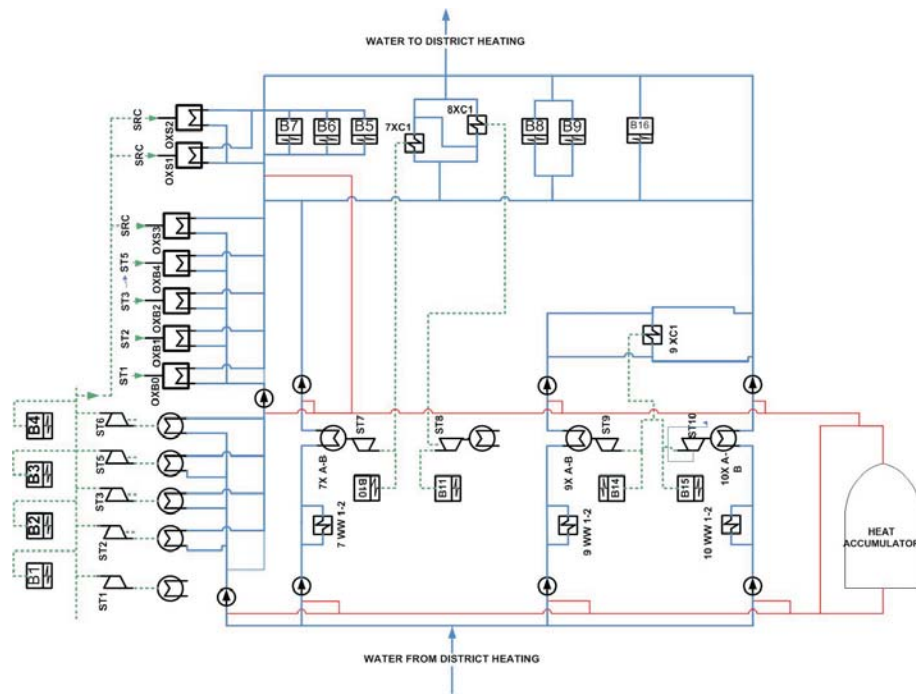 WATER TO DISTRICT HEATING
SRC
OXS2
SRC
OXS1
B7
B6
B5
7XC1
8XC1
B8
B9
B16
SRC
OXS3
ST5
OXB4
ST3
OXB2
ST2
OXB1
ST1
OXB0
9 XC1
B4
ST6
B3
ST5
B2
ST3
ST2
B1
ST1
ST7
7X A-B
B10
ST8
B11
ST9
9X A-B
B14
ST10
10X A-
B
B15
7 WW 1-2
9 WW 1-2
10 WW 1-2
HEAT
ACCUMULATOR
WATER FROM DISTRICT HEATING